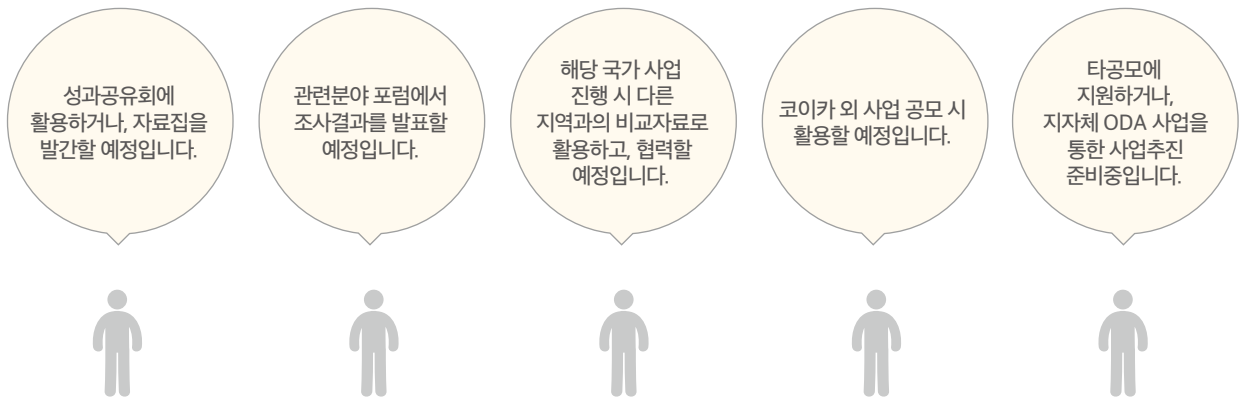 성과공유회에
활용하거나, 자료집을
발간할 예정입니다.
관련분야 포럼에서
조사결과를 발표할
예정입니다.
해당 국가 사업
진행 시 다른
지역과의 비교자료로
활용하고, 협력할
예정입니다.
코이카 외 사업 공모 시
활용할 예정입니다.
타공모에
지원하거나,
지자체 ODA 사업을
통한 사업추진
준비중입니다.